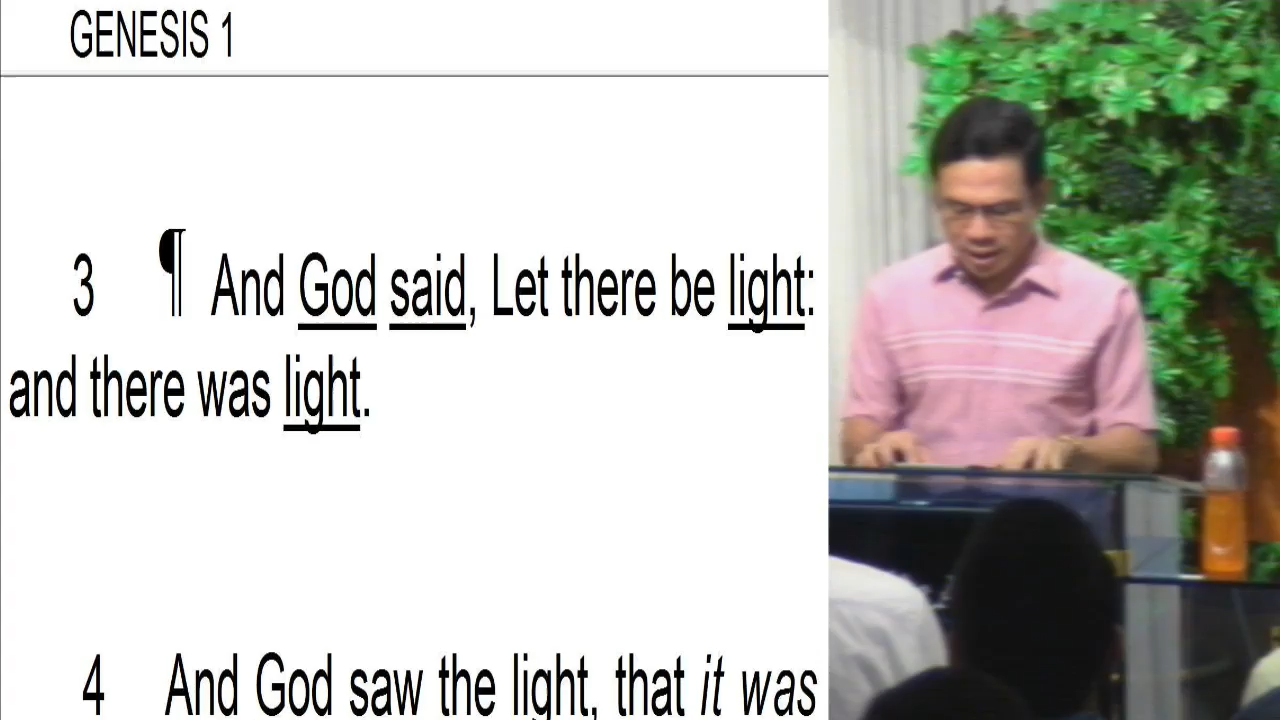 GENESIS 1
3 ¶ And God said, Let there be light:
and there was light.
4 And God saw the light, that it was